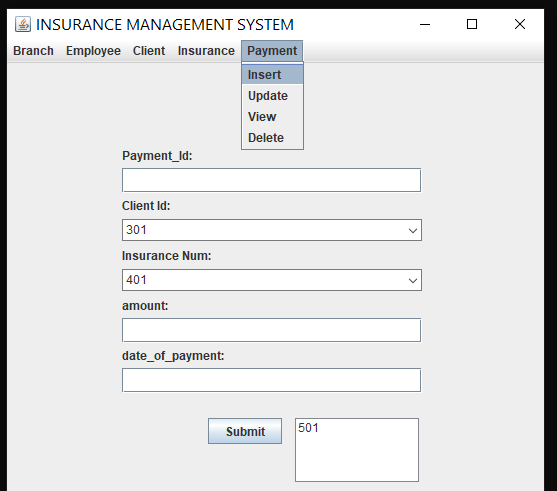 INSURANCE MANAGEMENT SYSTEM
Branch Employee Client Insurance Payment
Insert
Update
View
Delete
Payment_Id:
Client Id:
301
Insurance Num:
401
amount:
date_of_payment:
Submit
501